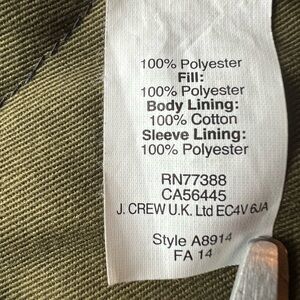 100% Polyester
Fill:
100% Polyester
Body Lining:
100% Cotton
Sleeve Lining:
100% Polyester
RN77388
CA56445
J. CREW U.K. Ltd EC4V 6JA
Style A8914
FA 14